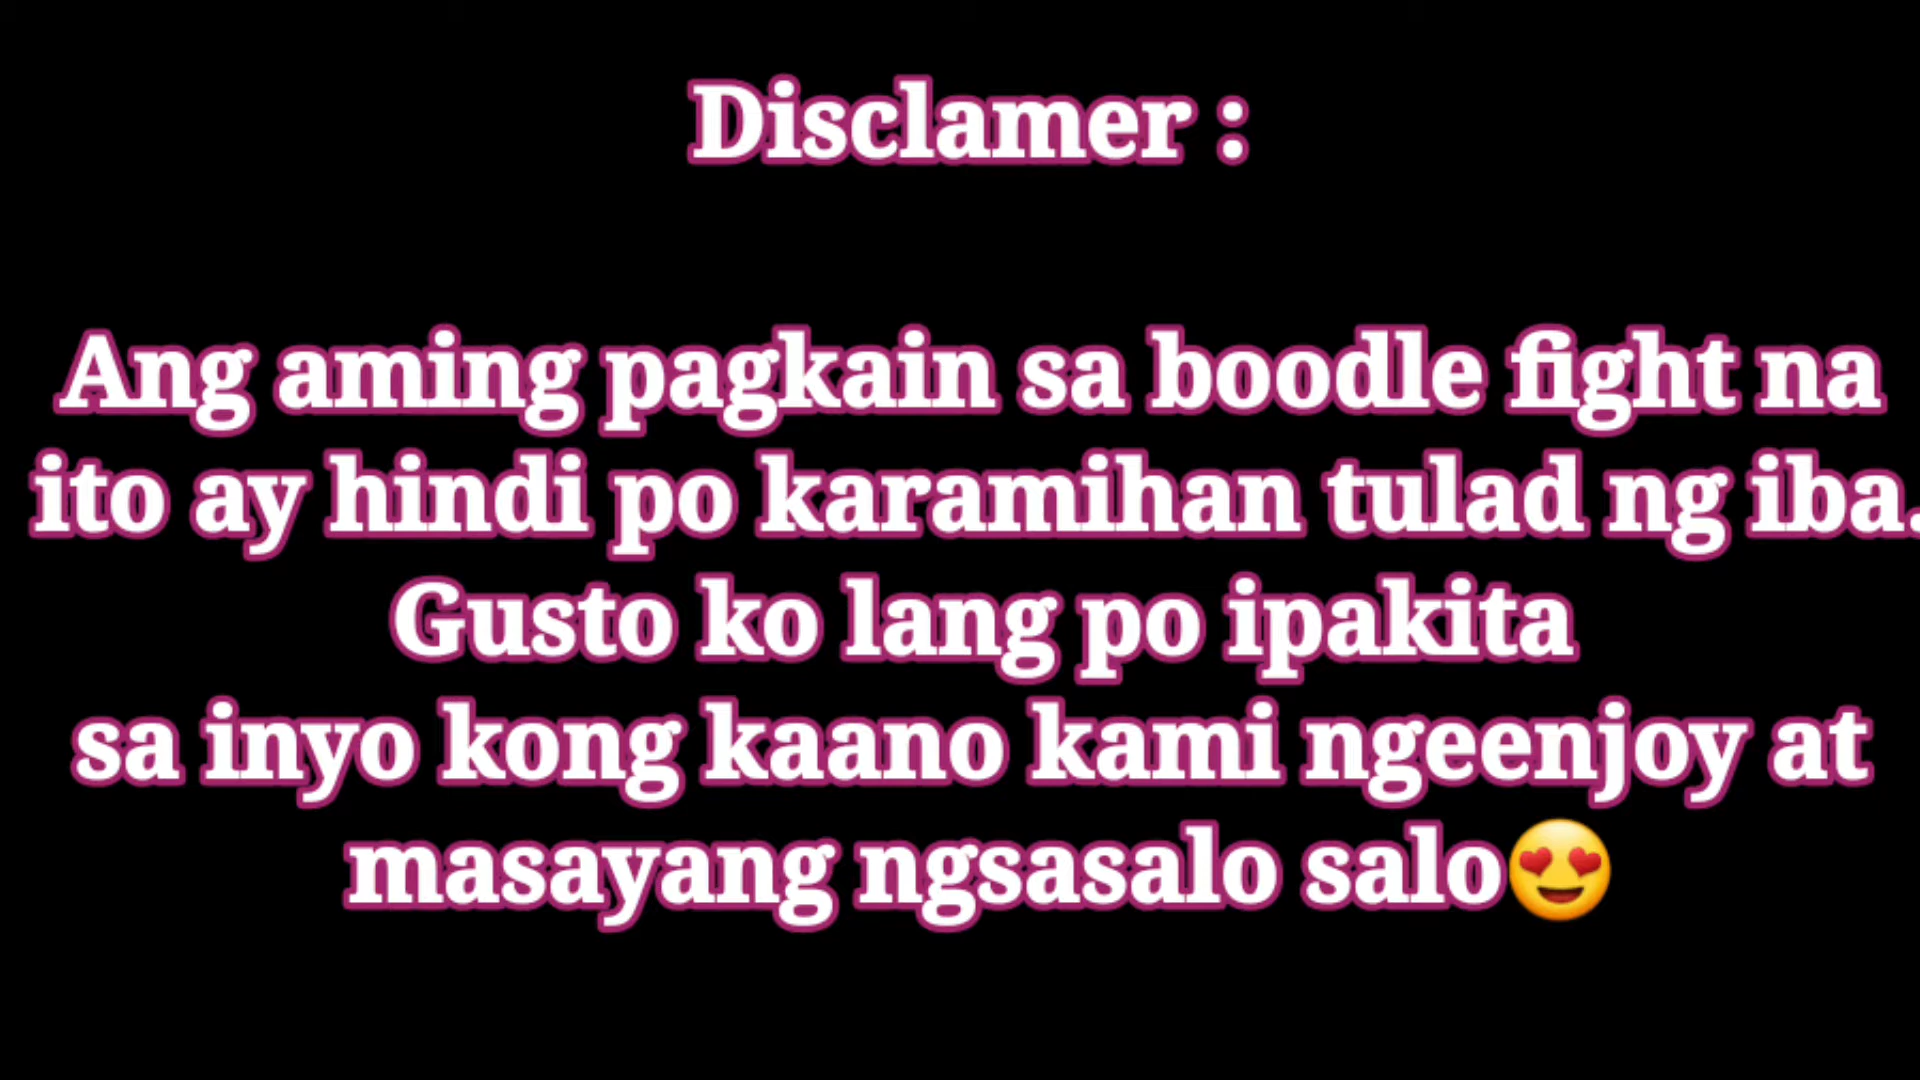 Disclamer :
Ang aming pagkain sa boodle fight na
ito ay hindi po karamihan tulad ng iba.
Gusto ko lang po ipakita
sa inyo kong kaano kami ngeenjoy at
masayang ngsasalo salo😍